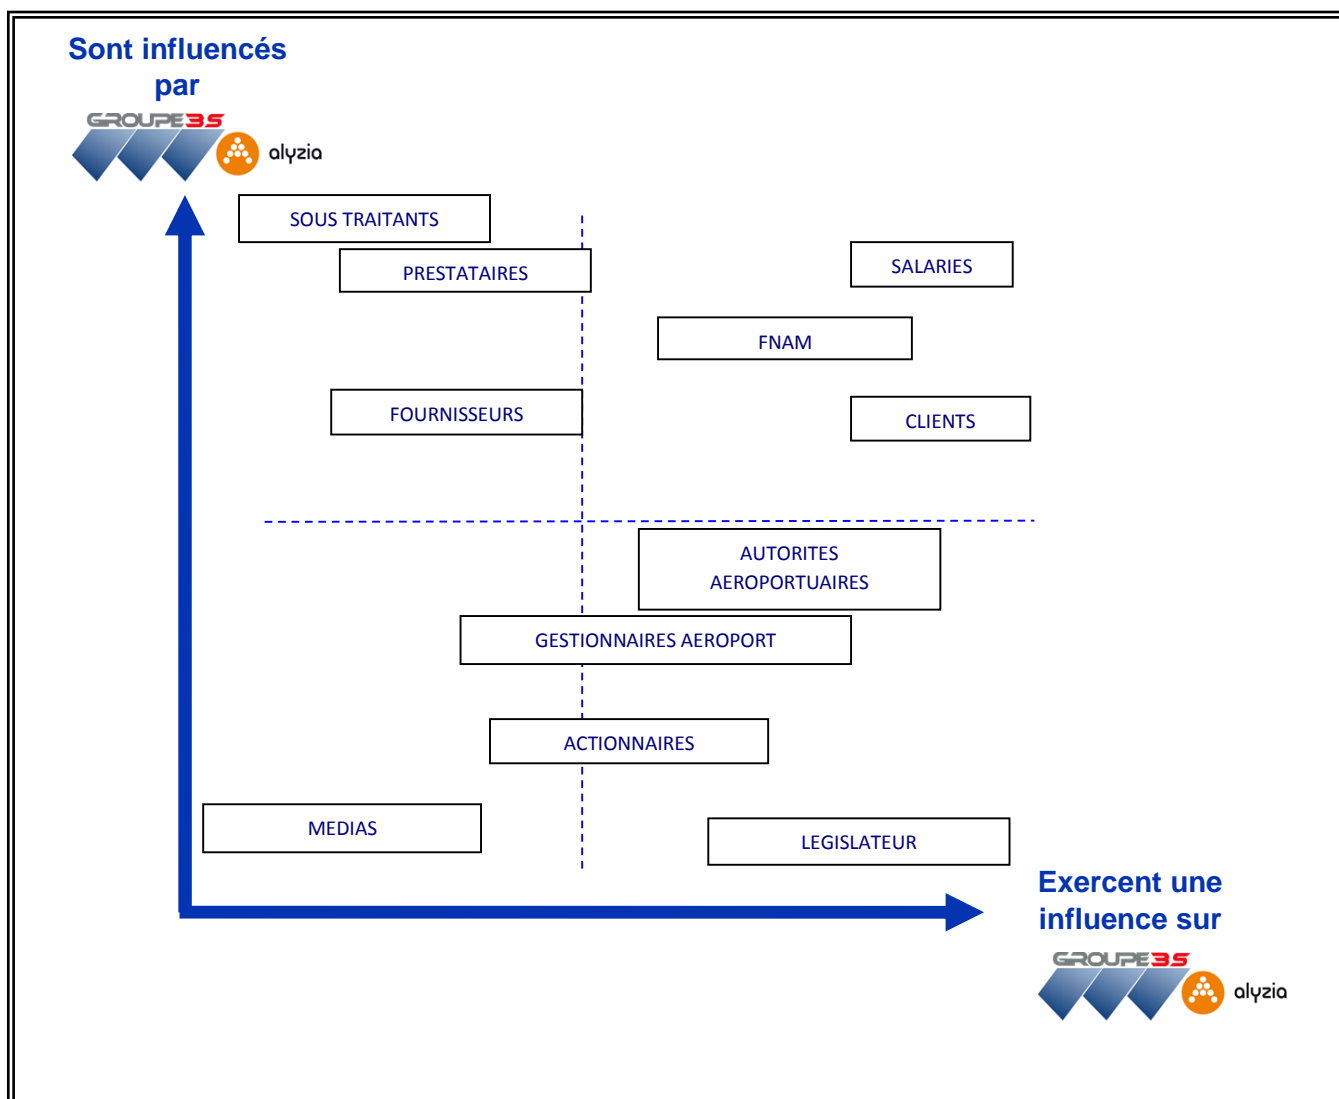 Sont influencés
par
GROUPE3S
alyzia
SOUS TRAITANTS
PRESTATAIRES
SALARIES
FNAM
FOURNISSEURS
CLIENTS
AUTORITES
AEROPORTUAIRES
GESTIONNAIRES AEROPORT
ACTIONNAIRES
MEDIAS
LEGISLATEUR
Exercent une
influence sur
GROUPE3S
alyzia